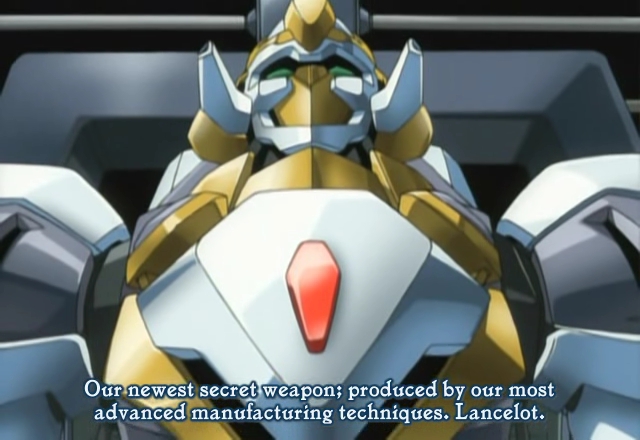 Our newest secret weapon; produced by our most
advanced manufacturing techniques. Lancelot.